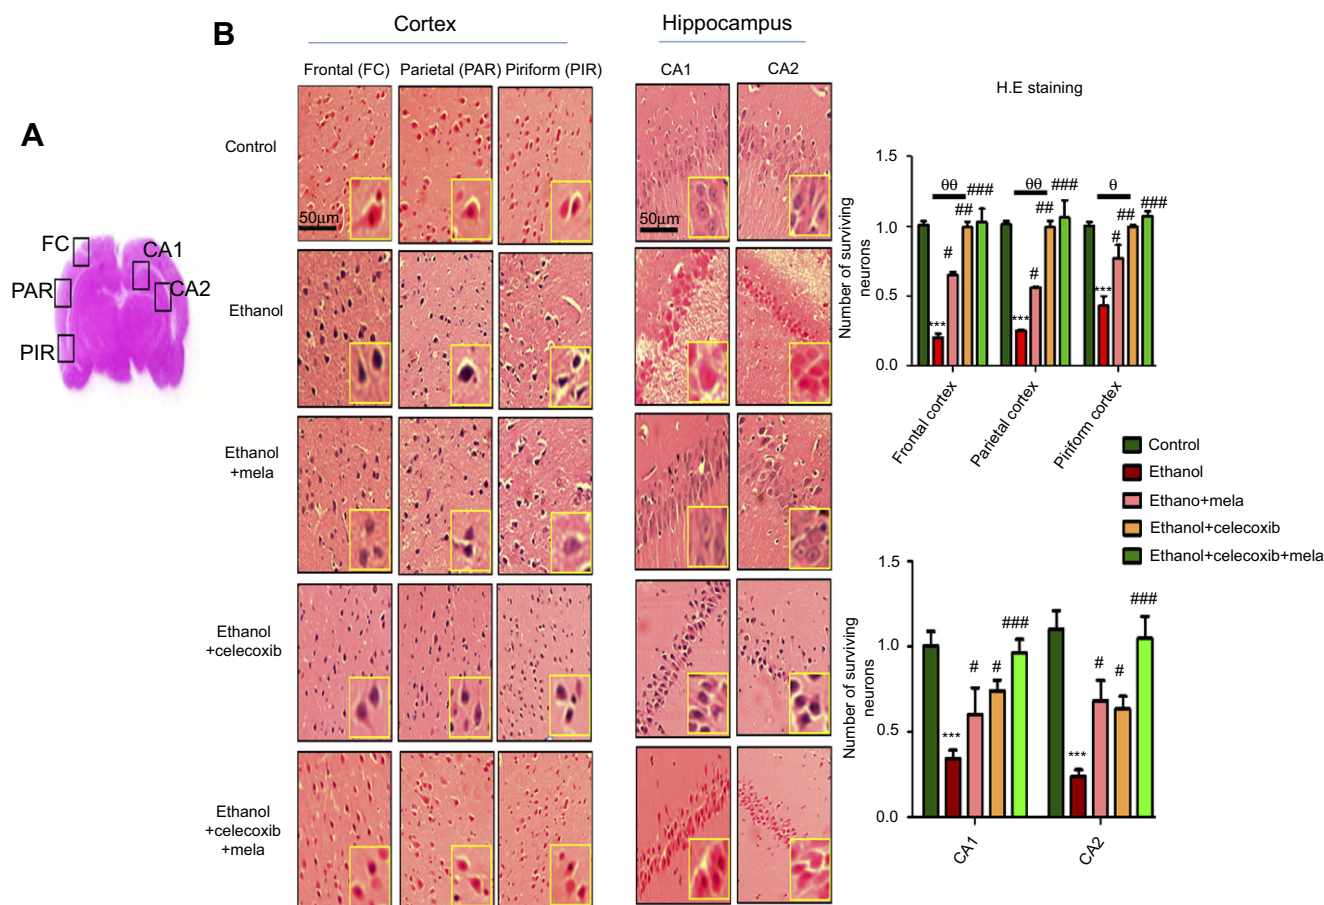 A
FC
PAR
PIR
CA1
CA2
B
Cortex
Hippocampus
Frontal (FC)
Parietal (PAR)
Piriform (PIR)
CA1
CA2
Control
50µm
50µm
Ethanol
Ethanol
+mela
Ethanol
+celecoxib
Ethanol
+celecoxib
+mela
H.E staining
Number of surviving
neurons
1.5
1.0
0.5
0.0
***
#
θθ
##
###
***
#
θθ
##
###
***
#
θ
##
###
Frontal cortex
Parietal cortex
Piriform cortex
Control
Ethanol
Ethano+mela
Ethanol+celecoxib
Ethanol+celecoxib+mela
Number of surviving
neurons
1.5
1.0
0.5
0.0
***
#
#
###
***
#
#
###
CA1
CA2